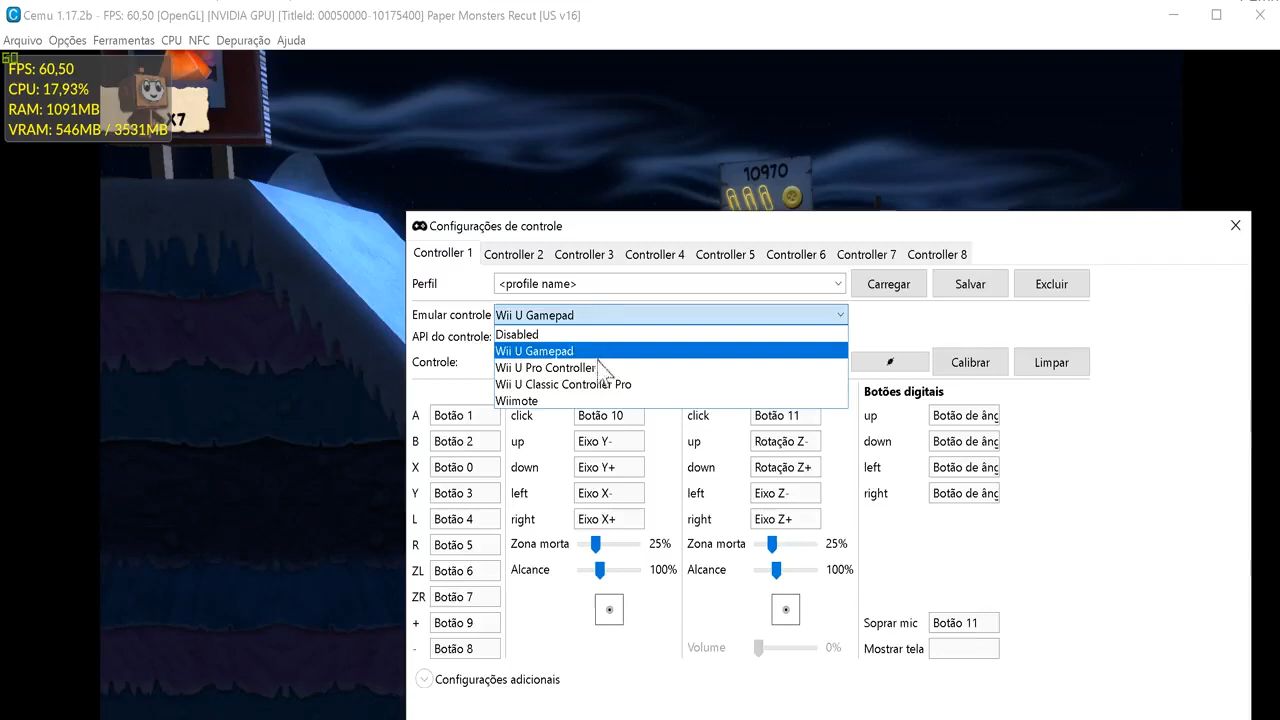 Cemu 1.17.2b - FPS: 60,50 [OpenGL] [NVIDIA GPU] [TitleId: 00050000-10175400] Paper Monsters Recut [US v16]
Arquivo Opções Ferramentas CPU NFC Depuração Ajuda
60
FPS: 60,50
CPU: 17,93%
RAM: 1091MB
VRAM: 546MB / 3531MB
X7
10970
Configurações de controle
Controller 1 Controller 2 Controller 3 Controller 4 Controller 5 Controller 6 Controller 7 Controller 8
Perfil <profile name> Carregar Salvar Excluir
Emular controle Wii U Gamepad
Disabled
API do controle:
Wii U Gamepad
Controle: Calibrar Limpar
Wii U Pro Controller
Wii U Classic Controller Pro
Wiimote
Botões digitais
A Botão 1 click Botão 10 click Botão 11 up Botão de âng
B Botão 2 up Eixo Y- up Rotação Z- down Botão de âng
X Botão 0 down Eixo Y+ down Rotação Z+ left Botão de âng
Y Botão 3 left Eixo X- left Eixo Z- right Botão de âng
L Botão 4 right Eixo X+ right Eixo Z+
R Botão 5 Zona morta 25% Zona morta 25%
ZL Botão 6 Alcance 100% Alcance 100%
ZR Botão 7
+ Botão 9 Soprar mic Botão 11
- Botão 8 Volume 0% Mostrar tela
Configurações adicionais